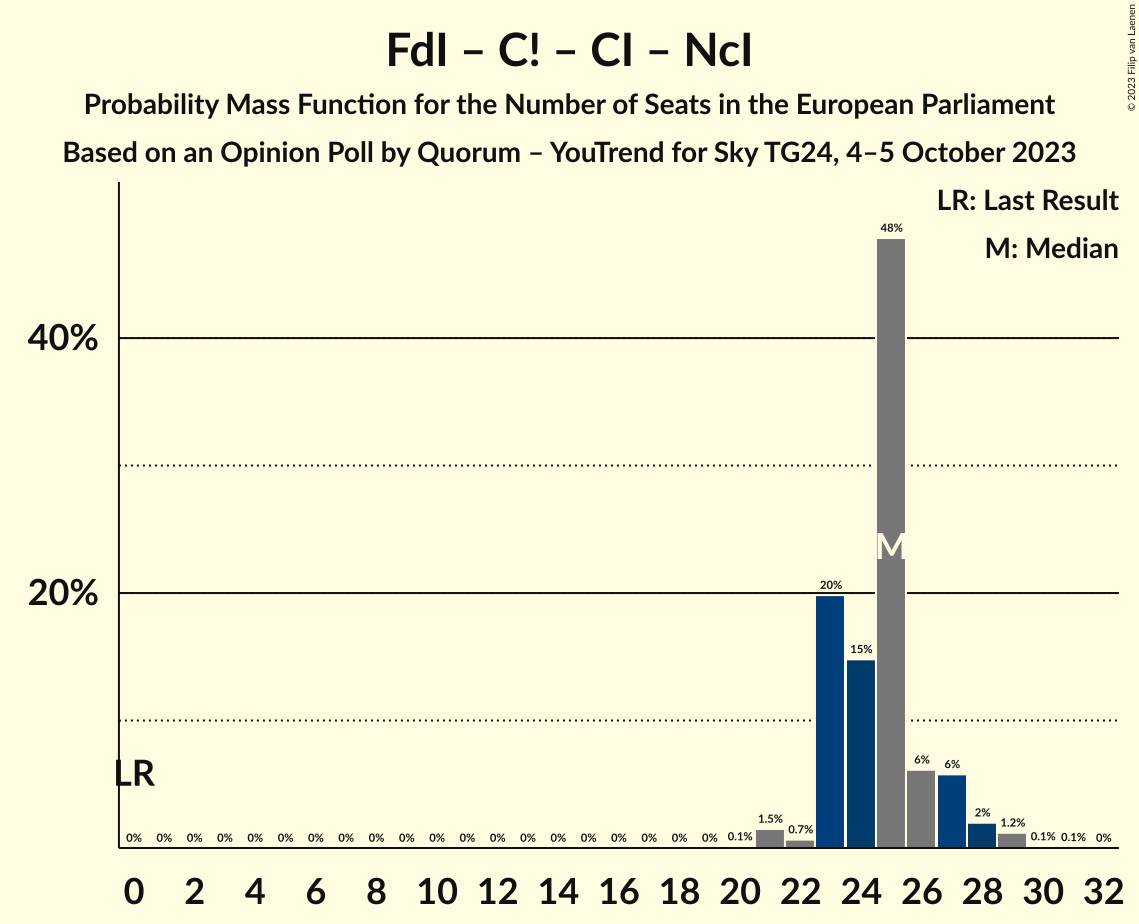 FdI – C! – CI – NcI
Probability Mass Function for the Number of Seats in the European Parliament
Based on an Opinion Poll by Quorum – YouTrend for Sky TG24, 4–5 October 2023
© 2023 Filip van Laenen
LR: Last Result
M: Median
48%
40%
M
20%
20%
15%
LR
6%
6%
0% 0% 0% 0% 0% 0% 0% 0% 0% 0% 0% 0% 0% 0% 0% 0% 0% 0% 0% 0% 0.1% 1.5% 0.7% 2% 1.2% 0.1% 0.1% 0%
0 2 4 6 8 10 12 14 16 18 20 22 24 26 28 30 32